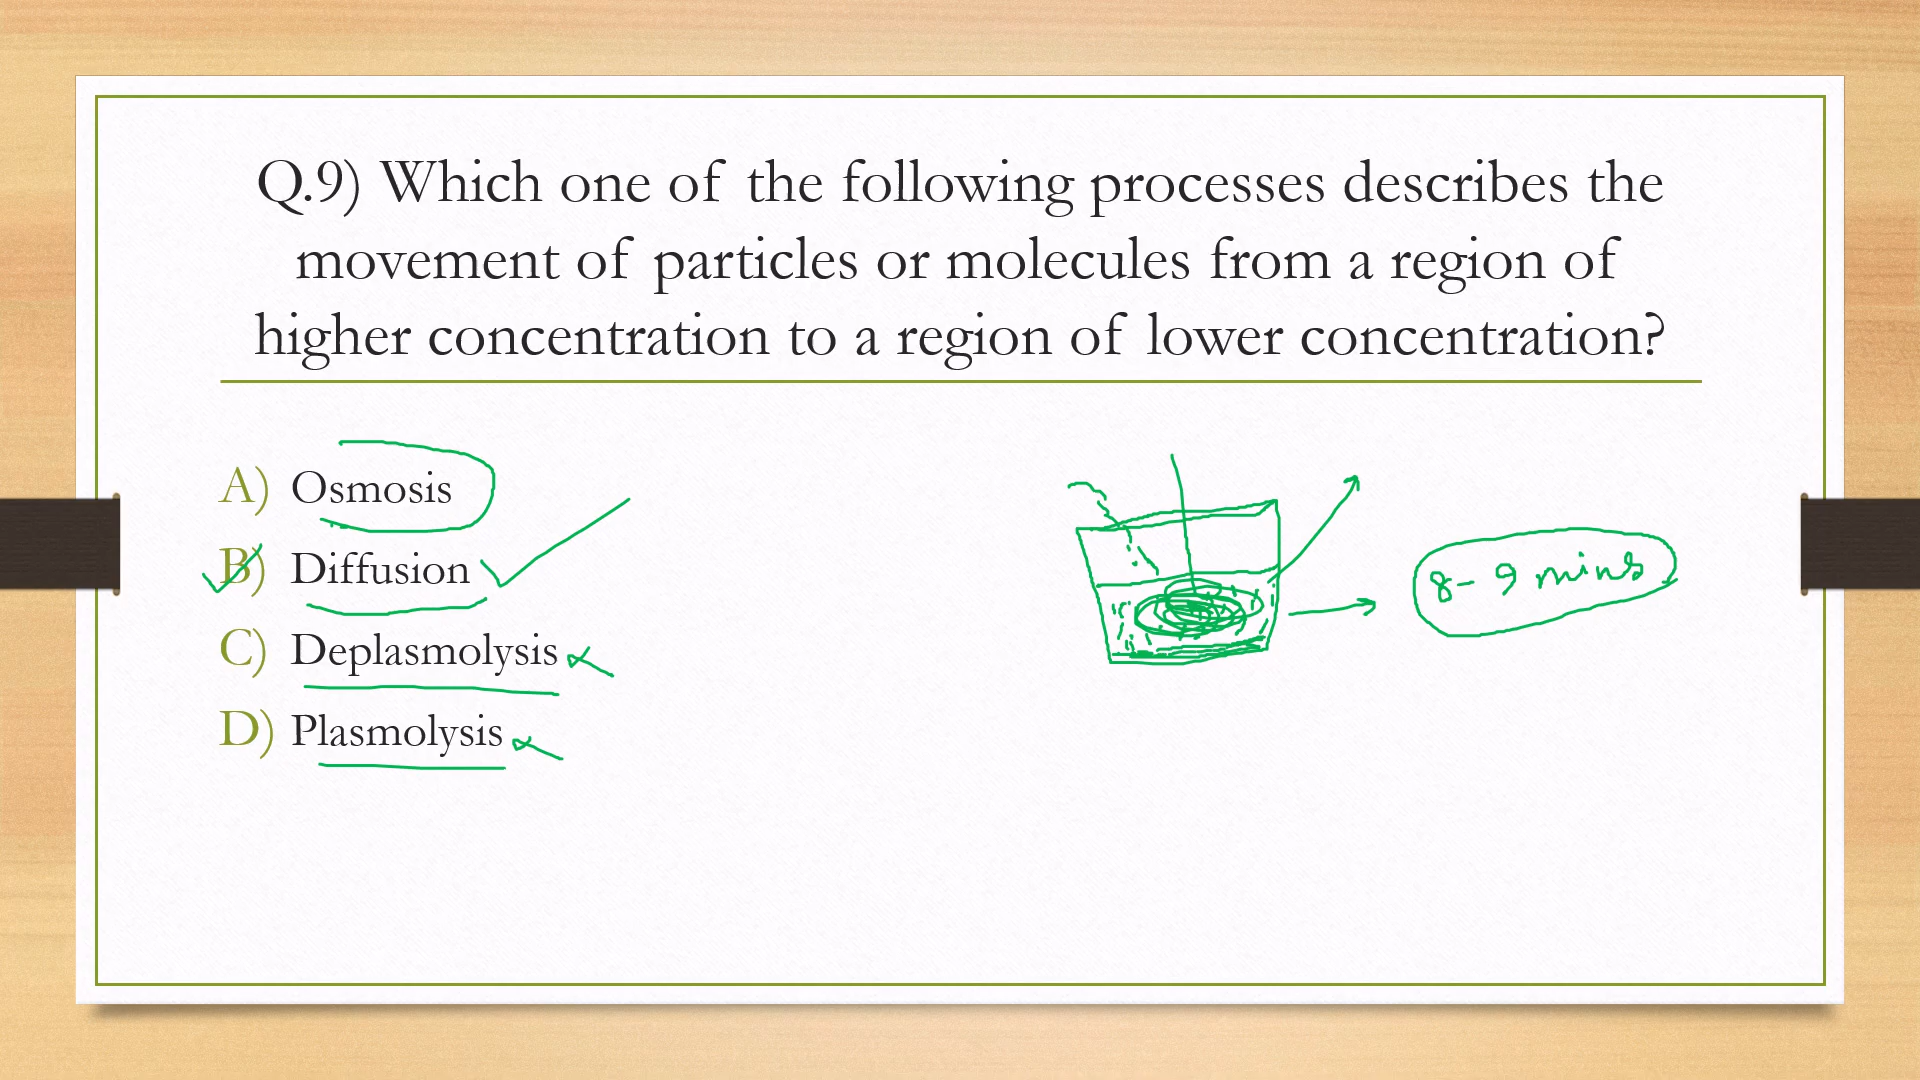 Q.9) Which one of the following processes describes the
movement of particles or molecules from a region of
higher concentration to a region of lower concentration?
A) Osmosis
B) Diffusion
C) Deplasmolysis
D) Plasmolysis
8- 9 mins